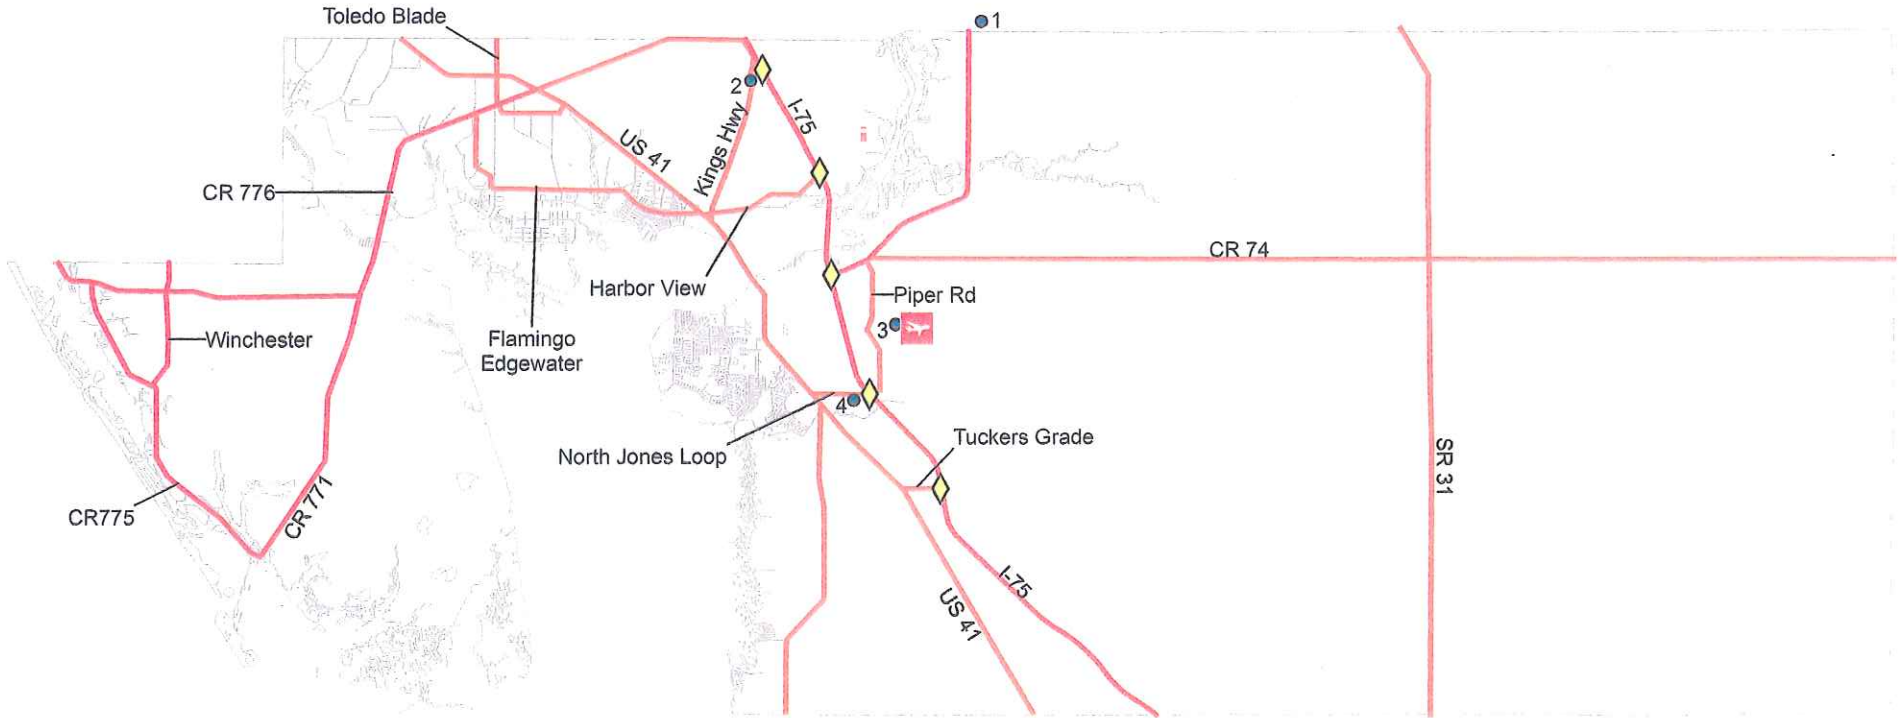 Toledo Blade
1
2
I-75
Kings Hwy
US 41
CR 776
CR 74
Harbor View
Piper Rd
3
Winchester
Flamingo
Edgewater
4
North Jones Loop
Tuckers Grade
SR 31
CR775
CR 771
I-75
US 41